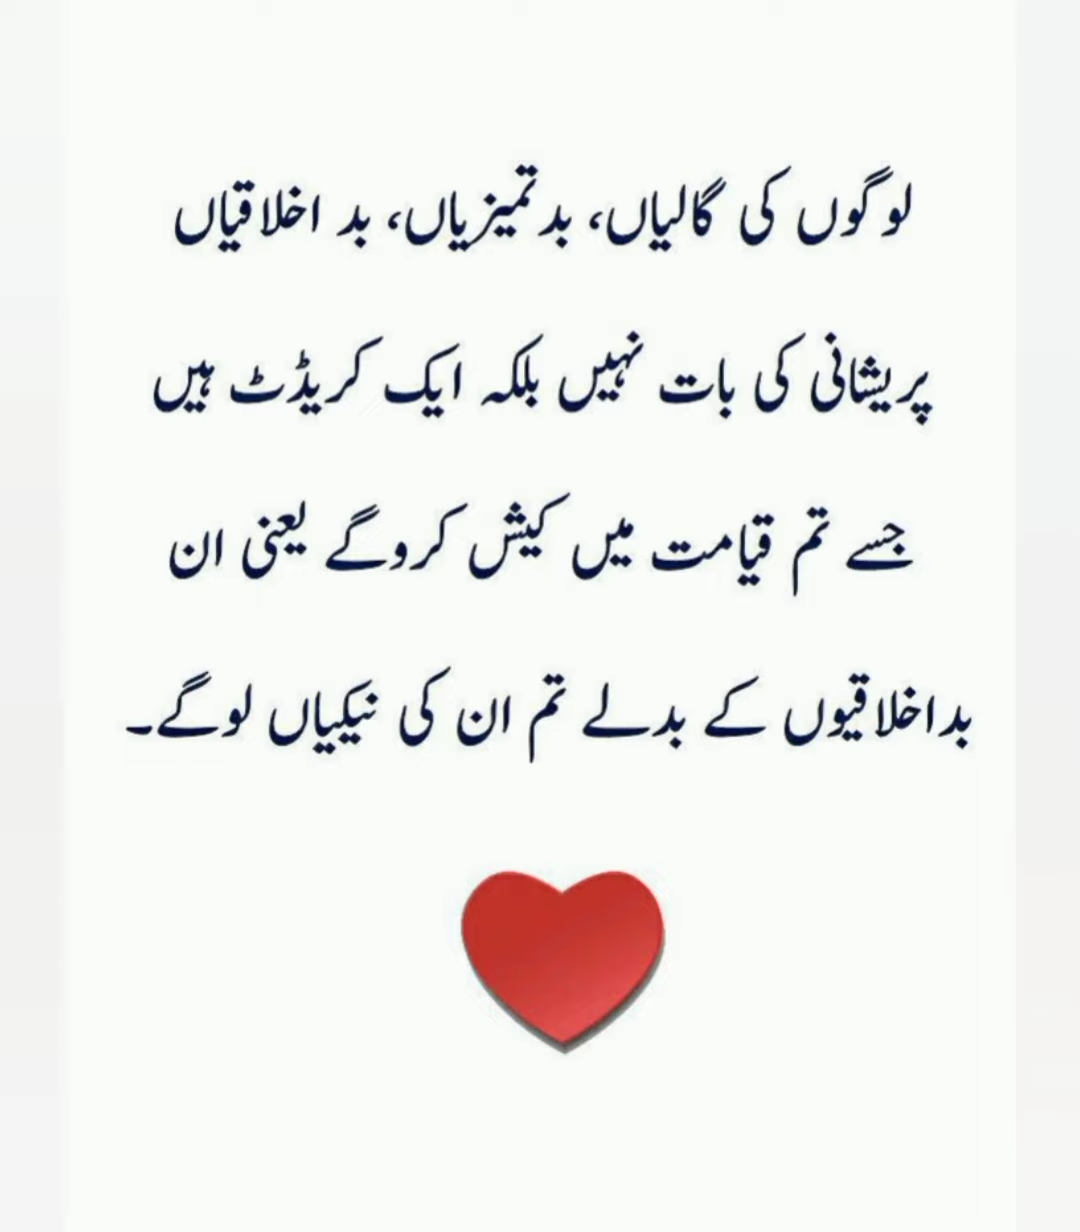 لوگوں کی گالیاں، بدتمیزیاں، بد اخلاقیاں
پریشانی کی بات نہیں بلکہ ایک کریڈٹ ہیں
جسے تم قیامت میں کیش کروگے یعنی ان
بداخلاقیوں کے بدلے تم ان کی نیکیاں لوگے۔